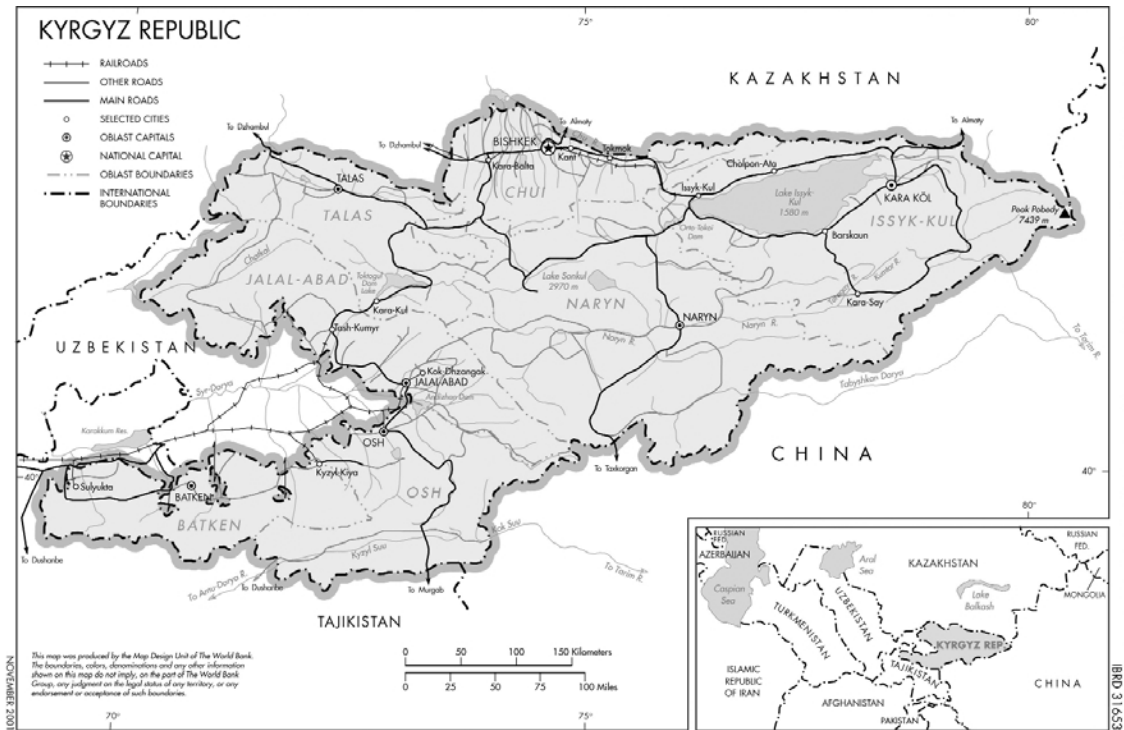 75°
80°
KYRGYZ REPUBLIC
RAILROADS
OTHER ROADS
MAIN ROADS
SELECTED CITIES
OBLAST CAPITALS
NATIONAL CAPITAL
OBLAST BOUNDARIES
INTERNATIONAL
BOUNDARIES
KAZAKHSTAN
To Dzhambul
To Dzhambul
To Almaty
To Almaty
BISHKEK
Kant
Tokmok
Kara-Balta
CHUI
TALAS
TALAS
Cholpon-Ata
Issyk-Kul
Lake Issyk-
Kul
1580 m
KARA KÖL
ISSYK-KUL
Peak Pobedy
7439 m
Orto Tokoi
Dam
Barskoun
Chatkal
JALAL-ABAD
Toktogul
Dam
Lake
Lake Sonkul
2970 m
Kumtor R.
Kara-Say
Kara-Kul
NARYN
NARYN
Naryn R.
Naryn R.
Tash-Kumyr
UZBEKISTAN
To Tarim R.
Kok-Dhzangak
JALAL-ABAD
Andizhan Dam
Syr-Darya
Tabyshkan Darya
Karakkum Res.
OSH
CHINA
To Taxkorgan
40°
40°
Kyzyl-Kiya
Sulyukta
BATKEN
BATKEN
OSH
80°
Kok Suu
Kyzyl Suu
To Dushanbe
To Dushanbe
To Amu Darya R.
To Murgab
To Tarim R.
TAJIKISTAN
RUSSIAN
FED.
RUSSIAN
FED.
AZERBAIJAN
Aral
Sea
KAZAKHSTAN
MONGOLIA
Caspian
Sea
Lake
Balkash
UZBEKISTAN
TURKMENISTAN
KYRGYZ REP.
TAJIKISTAN
ISLAMIC
REPUBLIC
OF IRAN
CHINA
AFGHANISTAN
PAKISTAN
0 50 100 150 Kilometers
0 25 50 75 100 Miles
This map was produced by the Map Design Unit of The World Bank.
The boundaries, colors, denominations and any other information
shown on this map do not imply, on the part of The World Bank
Group, any judgment on the legal status of any territory, or any
endorsement or acceptance of such boundaries.
NOVEMBER 2001
IBRD 31653
70°
75°